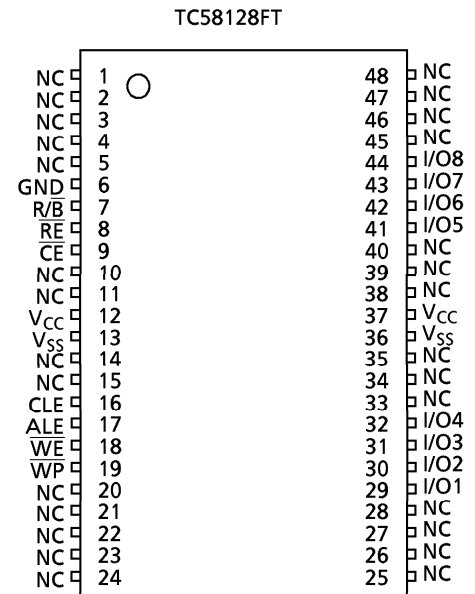 TC58128FT
NC 1 48 NC
NC 2 47 NC
NC 3 46 NC
NC 4 45 NC
NC 5 44 I/O8
GND 6 43 I/O7
R/B̅ 7 42 I/O6
R̅E̅ 8 41 I/O5
C̅E̅ 9 40 NC
NC 10 39 NC
NC 11 38 NC
VCC 12 37 VCC
VSS 13 36 VSS
NC 14 35 NC
NC 15 34 NC
CLE 16 33 NC
ALE 17 32 I/O4
W̅E̅ 18 31 I/O3
W̅P̅ 19 30 I/O2
NC 20 29 I/O1
NC 21 28 NC
NC 22 27 NC
NC 23 26 NC
NC 24 25 NC